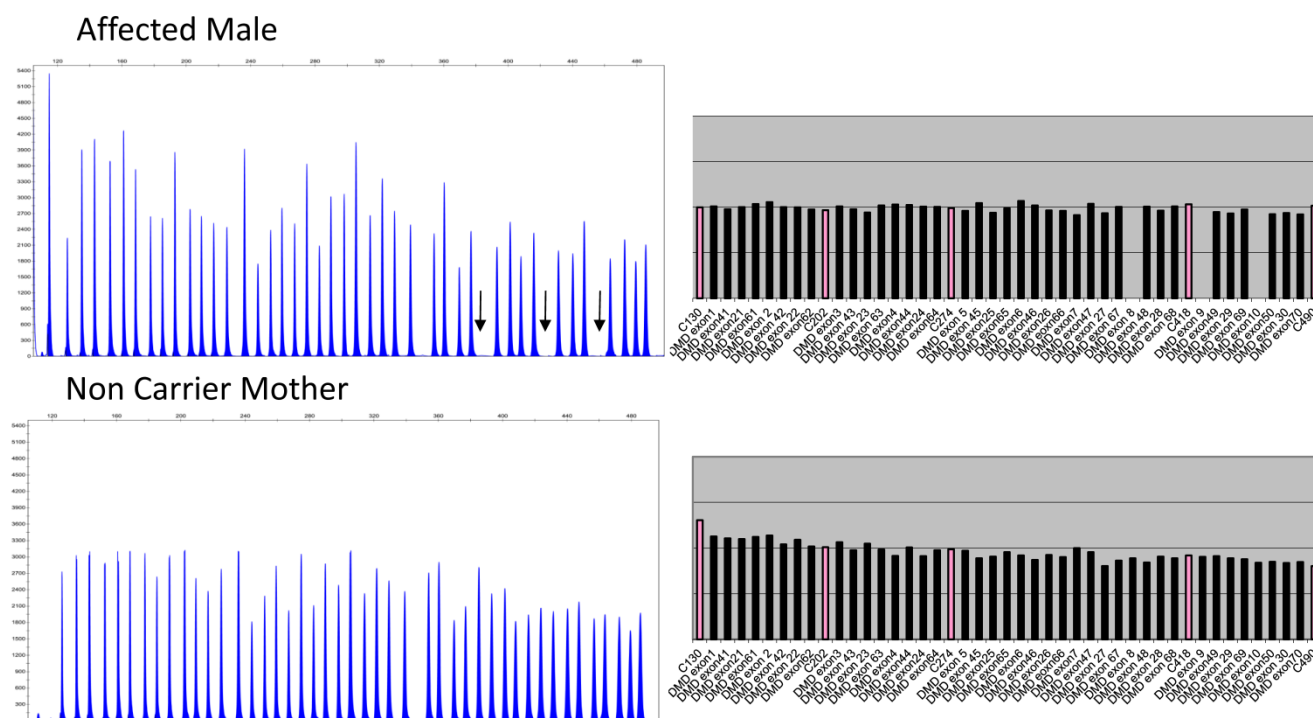 Affected Male
120 160 200 240 280 320 360 400 440 480
5400
5100
4800
4500
4200
3900
3600
3300
3000
2700
2400
2100
1800
1500
1200
900
600
300
0
C130
DMD exon1
DMD exon41
DMD exon21
DMD exon61
DMD exon 2
DMD exon 42
DMD exon 22
DMD exon62
C202
DMD exon3
DMD exon 43
DMD exon 23
DMD exon 63
DMD exon4
DMD exon44
DMD exon24
DMD exon64
C274
DMD exon 5
DMD exon 45
DMD exon25
DMD exon65
DMD exon6
DMD exon46
DMD exon26
DMD exon66
DMD exon7
DMD exon47
DMD exon 27
DMD exon 67
DMD exon 8
DMD exon 48
DMD exon 28
DMD exon 68
C418
DMD exon 9
DMD exon49
DMD exon 29
DMD exon 69
DMD exon10
DMD exon50
DMD exon 30
DMD exon70
C490
Non Carrier Mother
120 160 200 240 280 320 360 400 440 480
5400
5100
4800
4500
4200
3900
3600
3300
3000
2700
2400
2100
1800
1500
1200
900
600
300
C130
DMD exon1
DMD exon41
DMD exon21
DMD exon61
DMD exon 2
DMD exon 42
DMD exon 22
DMD exon62
C202
DMD exon3
DMD exon 43
DMD exon 23
DMD exon 63
DMD exon4
DMD exon44
DMD exon24
DMD exon64
C274
DMD exon 5
DMD exon 45
DMD exon25
DMD exon65
DMD exon6
DMD exon46
DMD exon26
DMD exon66
DMD exon7
DMD exon47
DMD exon 27
DMD exon 67
DMD exon 8
DMD exon 48
DMD exon 28
DMD exon 68
C418
DMD exon 9
DMD exon49
DMD exon 29
DMD exon 69
DMD exon10
DMD exon50
DMD exon 30
DMD exon70
C490